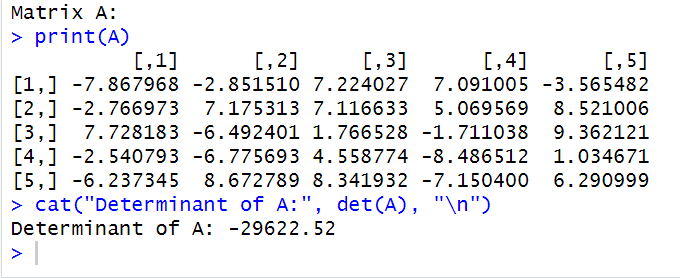 Matrix A:
> print(A)
          [,1]      [,2]     [,3]      [,4]      [,5]
[1,] -7.867968 -2.851510 7.224027  7.091005 -3.565482
[2,] -2.766973  7.175313 7.116633  5.069569  8.521006
[3,]  7.728183 -6.492401 1.766528 -1.711038  9.362121
[4,] -2.540793 -6.775693 4.558774 -8.486512  1.034671
[5,] -6.237345  8.672789 8.341932 -7.150400  6.290999
> cat("Determinant of A:", det(A), "\n")
Determinant of A: -29622.52
>